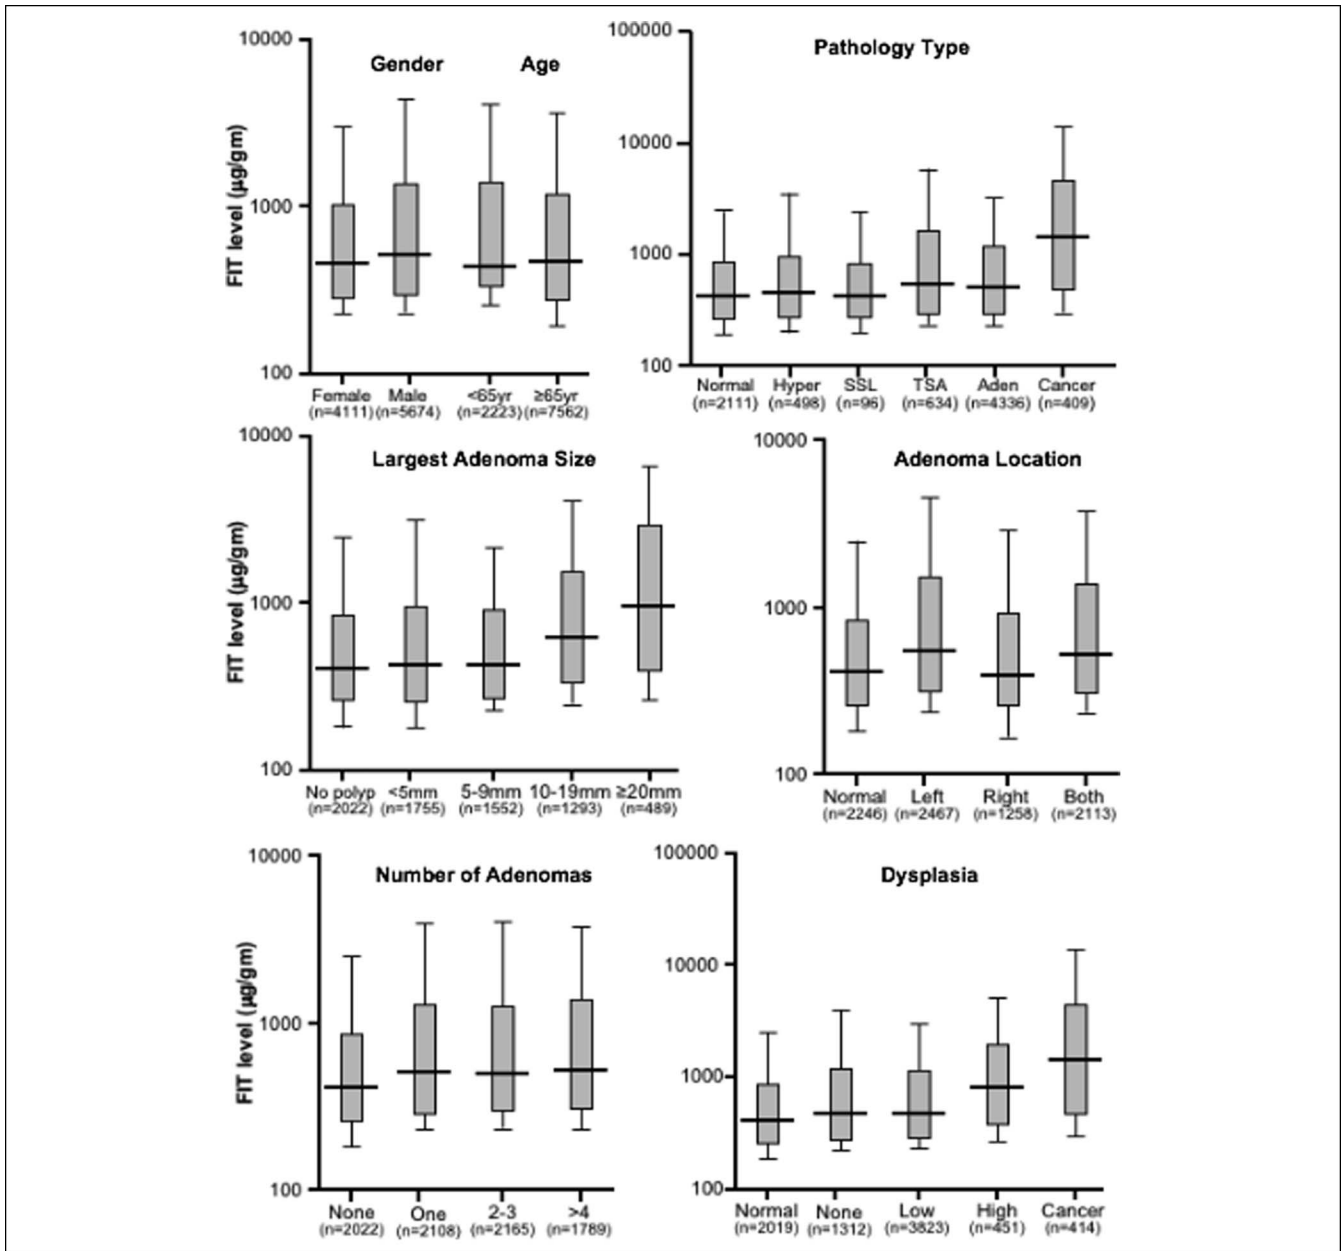 Gender Age
10000
1000
100
FIT level (µg/gm)
Female Male <65yr ≥65yr
(n=4111) (n=5674) (n=2223) (n=7562)
Pathology Type
100000
10000
1000
100
Normal Hyper SSL TSA Aden Cancer
(n=2111) (n=498) (n=96) (n=634) (n=4336) (n=409)
Largest Adenoma Size
10000
1000
100
FIT level (µg/gm)
No polyp <5mm 5-9mm 10-19mm ≥20mm
(n=2022) (n=1755) (n=1552) (n=1293) (n=489)
Adenoma Location
10000
1000
100
Normal Left Right Both
(n=2246) (n=2467) (n=1258) (n=2113)
Number of Adenomas
10000
1000
100
FIT level (µg/gm)
None One 2-3 >4
(n=2022) (n=2108) (n=2165) (n=1789)
Dysplasia
100000
10000
1000
100
Normal None Low High Cancer
(n=2019) (n=1312) (n=3823) (n=451) (n=414)